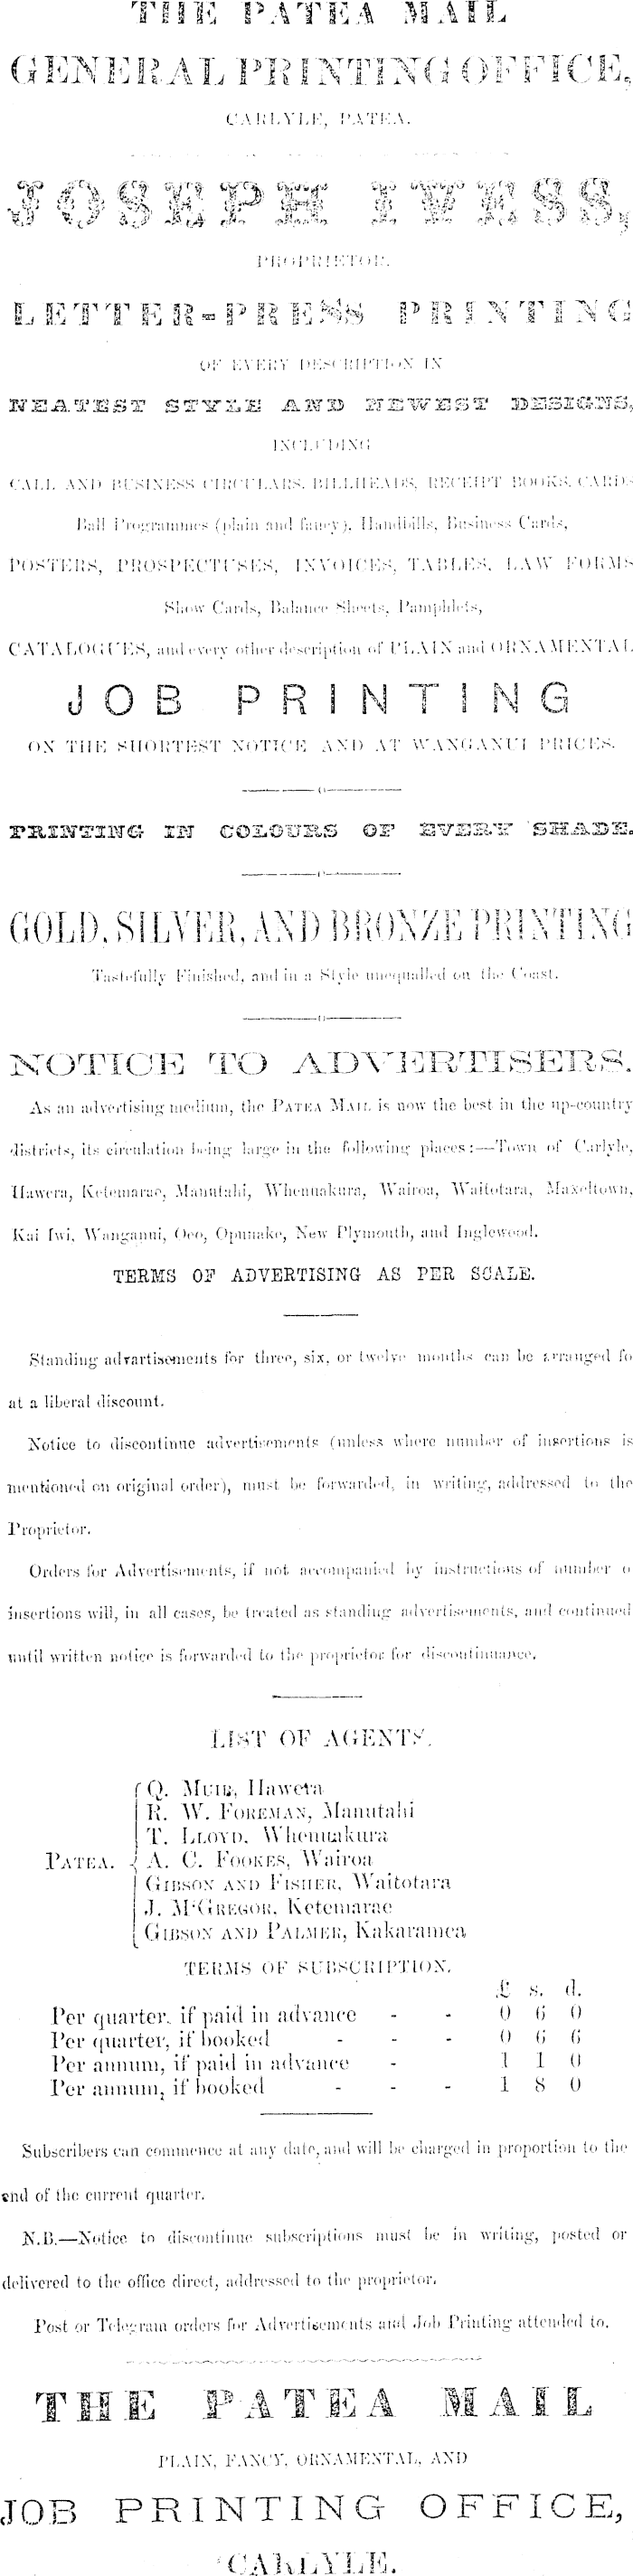 THE PATEA MAIL
GENERAL PRINTING OFFICE,
CARLYLE, PATEA.
JOSEPH IVESS,
PROPRIETOR.
LETTER-PRESS PRINTING
OF EVERY DESCRIPTION IN
NEATEST STYLE AND NEWEST DESIGNS,
INCLUDING
CALL AND BUSINESS CIRCULARS, BILLHEADS, RECEIPT BOOKS, CARDS
Ball Programmes (plain and fancy), Handbills, Business Cards,
POSTERS, PROSPECTUSES, INVOICES, TABLES, LAW FORMS
Show Cards, Balance Sheets, Pamphlets,
CATALOGUES, and every other description of PLAIN and ORNAMENTAL
JOB PRINTING
ON THE SHORTEST NOTICE AND AT WANGANUI PRICES.
PRINTING IN COLOURS OF EVERY SHADE.
GOLD, SILVER, AND BRONZE PRINTING
Tastefully Finished, and in a Style unequalled on the Coast.
NOTICE TO ADVERTISERS.
As an advertising medium, the PATEA MAIL is now the best in the up-country
districts, its circulation being large in the following places:—Town of Carlyle,
Hawera, Ketemarae, Manutahi, Whenuakura, Wairoa, Waitotara, Maxeltown,
Kai Iwi, Wanganui, Oeo, Opunake, New Plymouth, and Inglewood.
TERMS OF ADVERTISING AS PER SCALE.
Standing advartisements for three, six, or twelve months can be arranged fo
at a liberal discount.
Notice to discontinue advertisements (unless where number of insertions is
mentioned on original order), must be forwarded, in writing, addressed to the
Proprietor.
Orders for Advertisements, if not accompanied by instructions of number o
insertions will, in all cases, be treated as standing advertisements, and continued
until written notice is forwarded to the proprietor for discontinuance.
LIST OF AGENTS.
Q. MUIR, Hawera
R. W. FOREMAN, Manutahi
T. LLOYD, Whenuakura
PATEA. A. C. FOOKES, Wairoa
GIBSON AND FISHER, Waitotara
J. M'GREGOR, Ketemarae
GIBSON AND PALMER, Kakaramea
TERMS OF SUBSCRIPTION.
£ s. d.
Per quarter, if paid in advance - - 0 6 0
Per quarter, if booked - - - 0 6 6
Per annum, if paid in advance - 1 1 0
Per annum, if booked - - - 1 8 0
Subscribers can commence at any date, and will be charged in proportion to the
end of the current quarter.
N.B.—Notice to discontinue subscriptions must be in writing, posted or
delivered to the office direct, addressed to the proprietor.
Post or Telegram orders for Advertisements and Job Printing attended to.
THE PATEA MAIL
PLAIN, FANCY, ORNAMENTAL, AND
JOB PRINTING OFFICE,
CARLYLE.